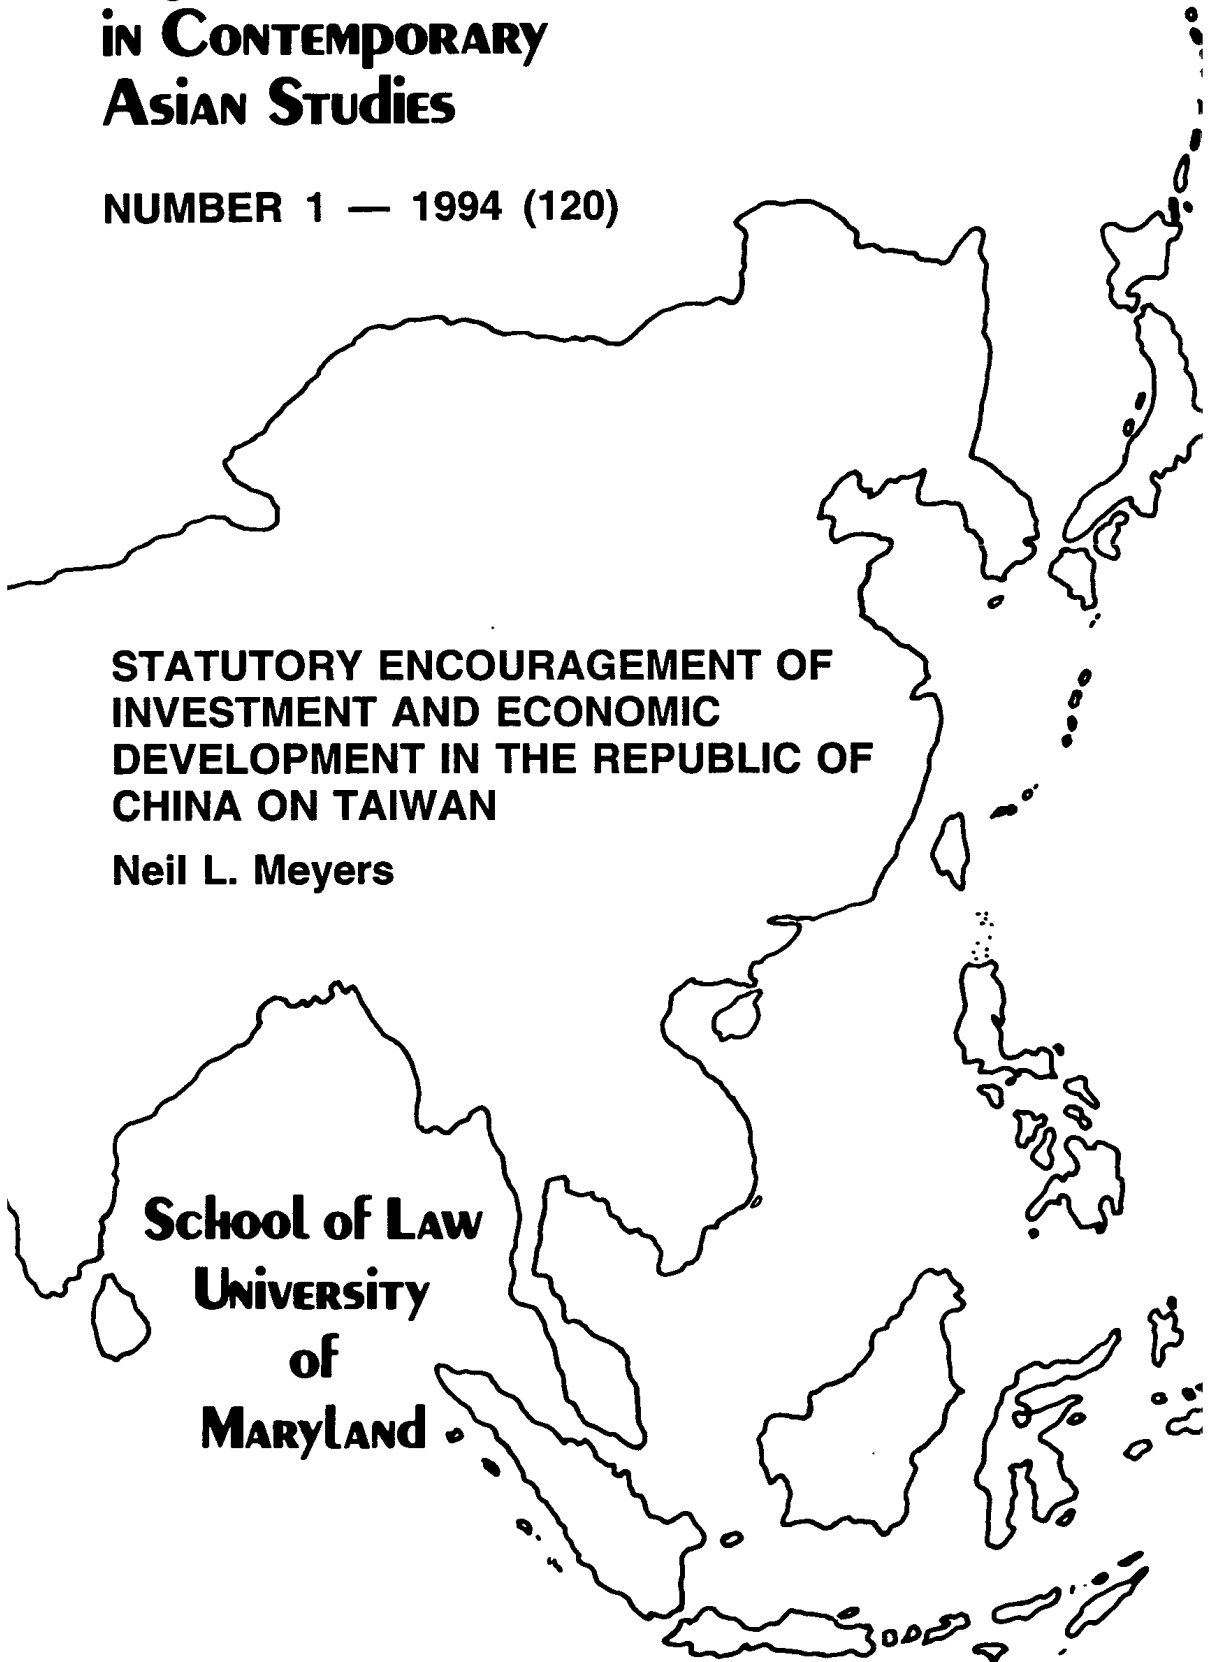 in Contemporary
Asian Studies
NUMBER 1 — 1994 (120)
STATUTORY ENCOURAGEMENT OF
INVESTMENT AND ECONOMIC
DEVELOPMENT IN THE REPUBLIC OF
CHINA ON TAIWAN
Neil L. Meyers
School of Law
University
of
Maryland